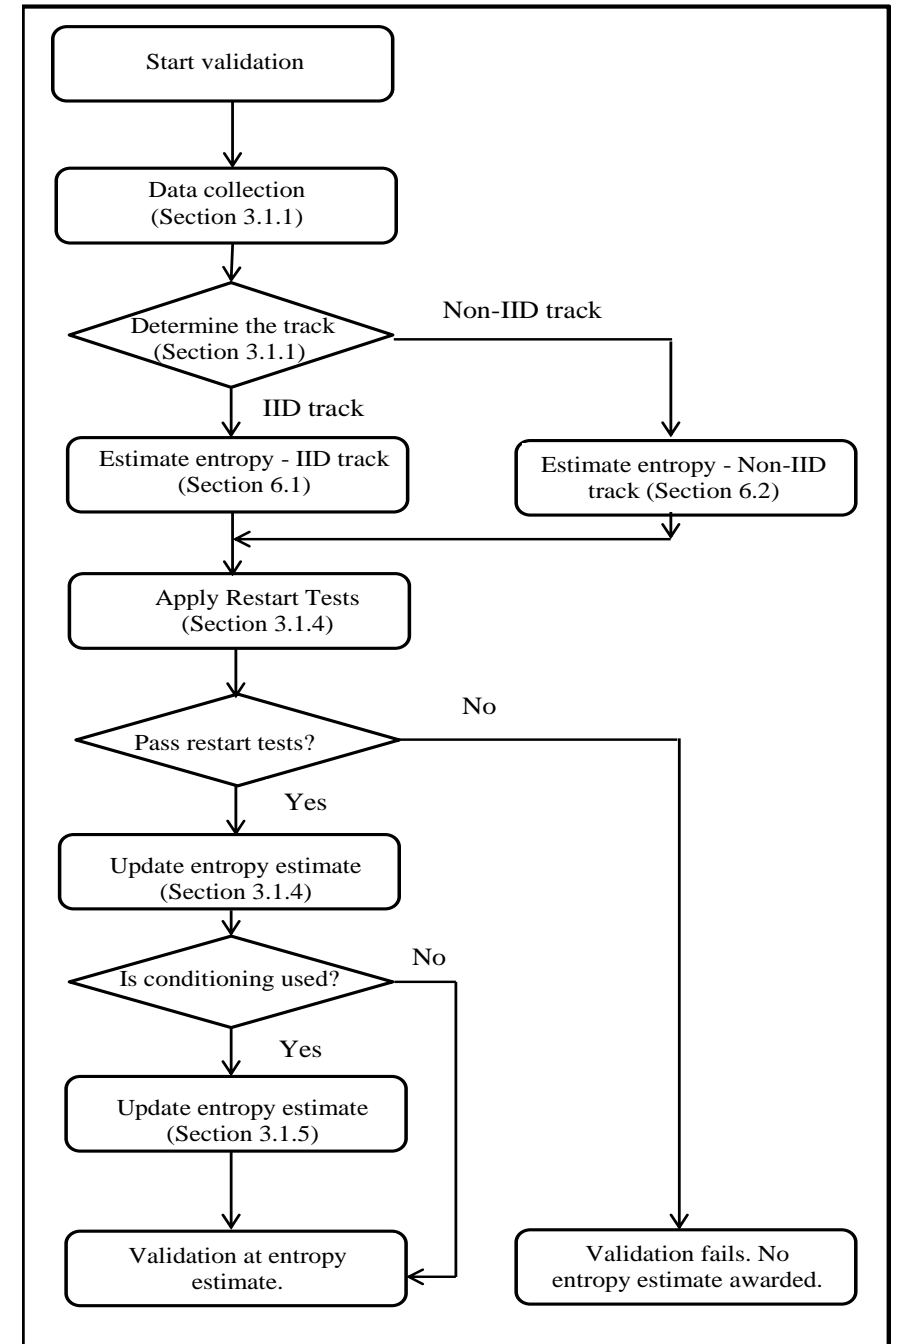 Start validation
Data collection
(Section 3.1.1)
Non-IID track
Determine the track
(Section 3.1.1)
IID track
Estimate entropy - IID track
(Section 6.1)
Estimate entropy - Non-IID
track (Section 6.2)
Apply Restart Tests
(Section 3.1.4)
No
Pass restart tests?
Yes
Update entropy estimate
(Section 3.1.4)
No
Is conditioning used?
Yes
Update entropy estimate
(Section 3.1.5)
Validation at entropy
estimate.
Validation fails. No
entropy estimate awarded.